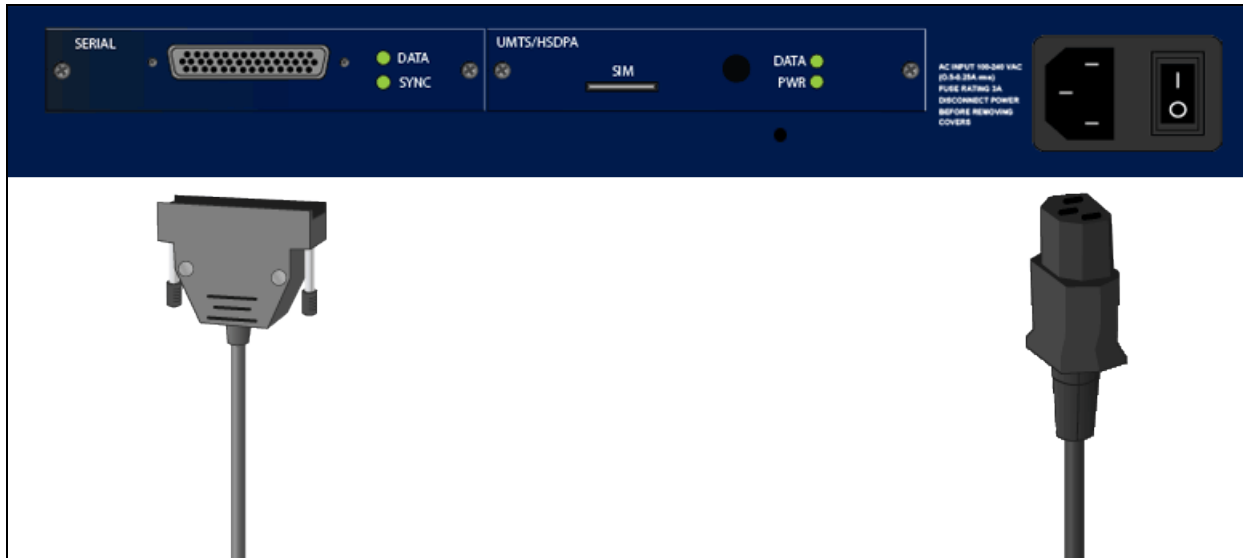 SERIAL
DATA
SYNC
UMTS/HSDPA
SIM
DATA
PWR
AC INPUT 100-240 VAC
FUSE RATING 3A
DISCONNECT POWER
BEFORE REMOVING
COVERS
I
O